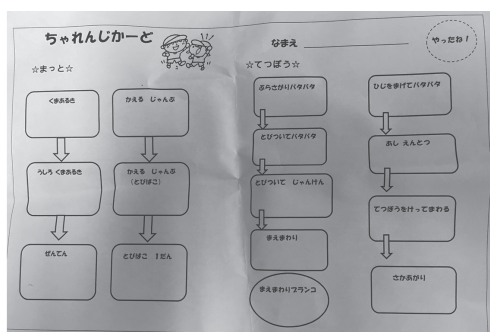 ちゃれんじかーど
なまえ
やったね!
☆まっと☆
くまあるき
うしろ くまあるき
ぜんてん
かえる じゃんぷ
かえる じゃんぷ
(とびばこ)
とびばこ 1だん
☆てつぼう☆
ぶらさがりバタバタ
とびついてバタバタ
とびついて じゃんけん
まえまわり
まえまわりブランコ
ひじをまげてバタバタ
あし えんとつ
てつぼうをけってまわる
さかあがり